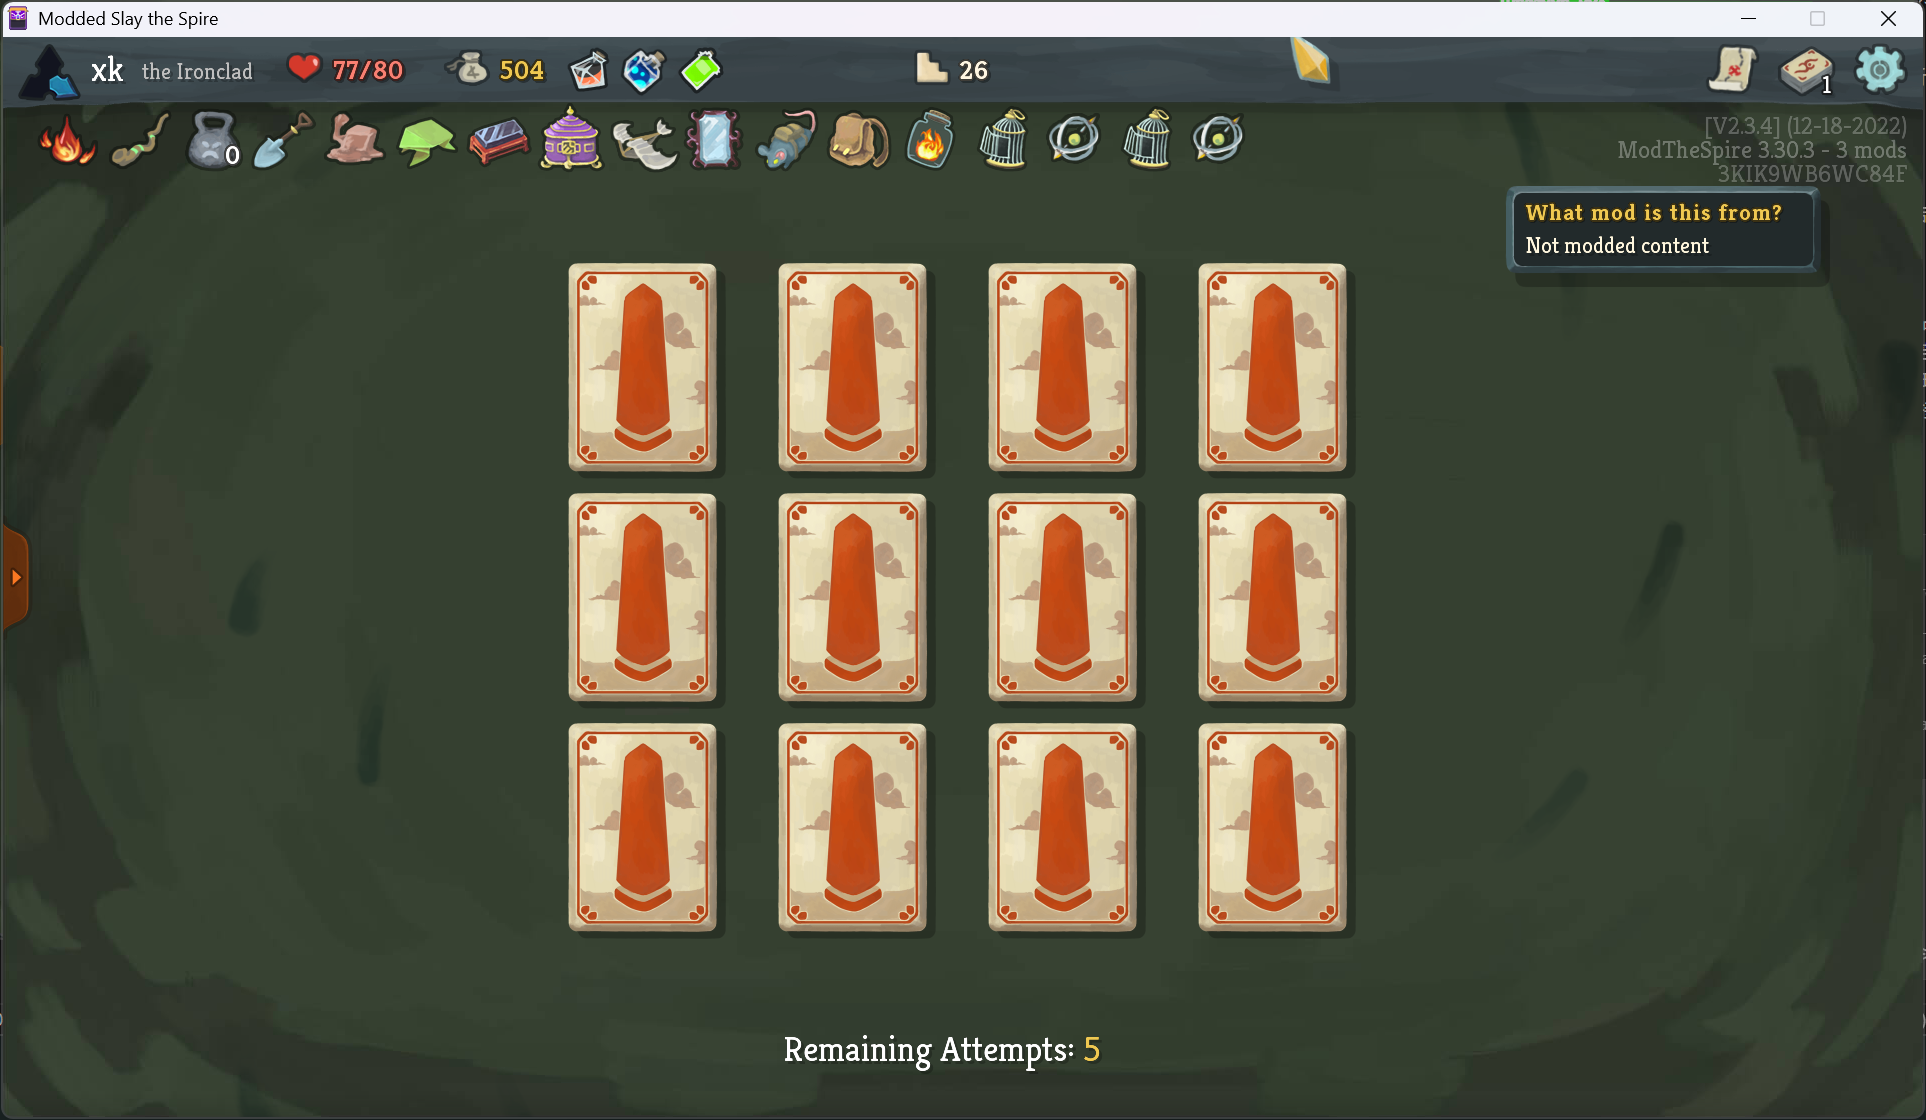 Modded Slay the Spire
xk the Ironclad 77/80 504 26 1
0
[V2.3.4] (12-18-2022)
ModTheSpire 3.30.3 - 3 mods
3KIK9WB6WC84F
What mod is this from?
Not modded content
Remaining Attempts: 5